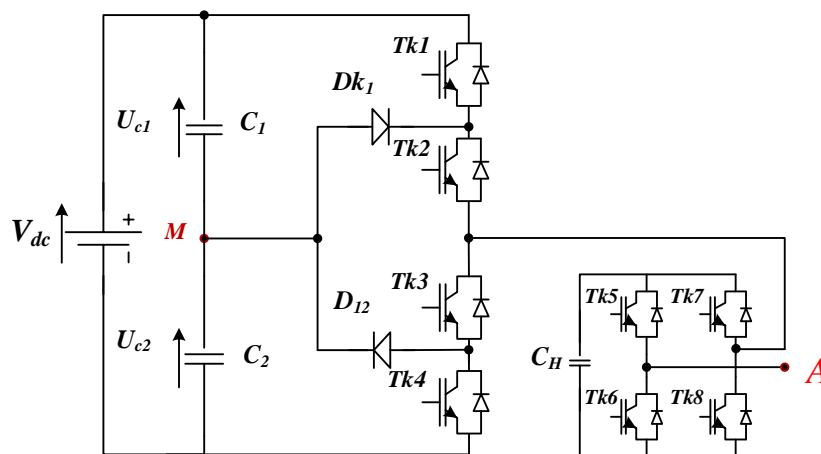 Tk1
Dk1
Uc1
C1
Tk2
Vdc
+
-
M
D12
Tk3
Tk5
Tk7
Uc2
C2
CH
A
Tk4
Tk6
Tk8